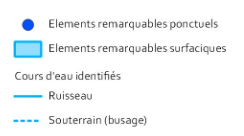 Elements remarquables ponctuels
Elements remarquables surfaciques
Cours d'eau identifiés
Ruisseau
Souterrain (busage)